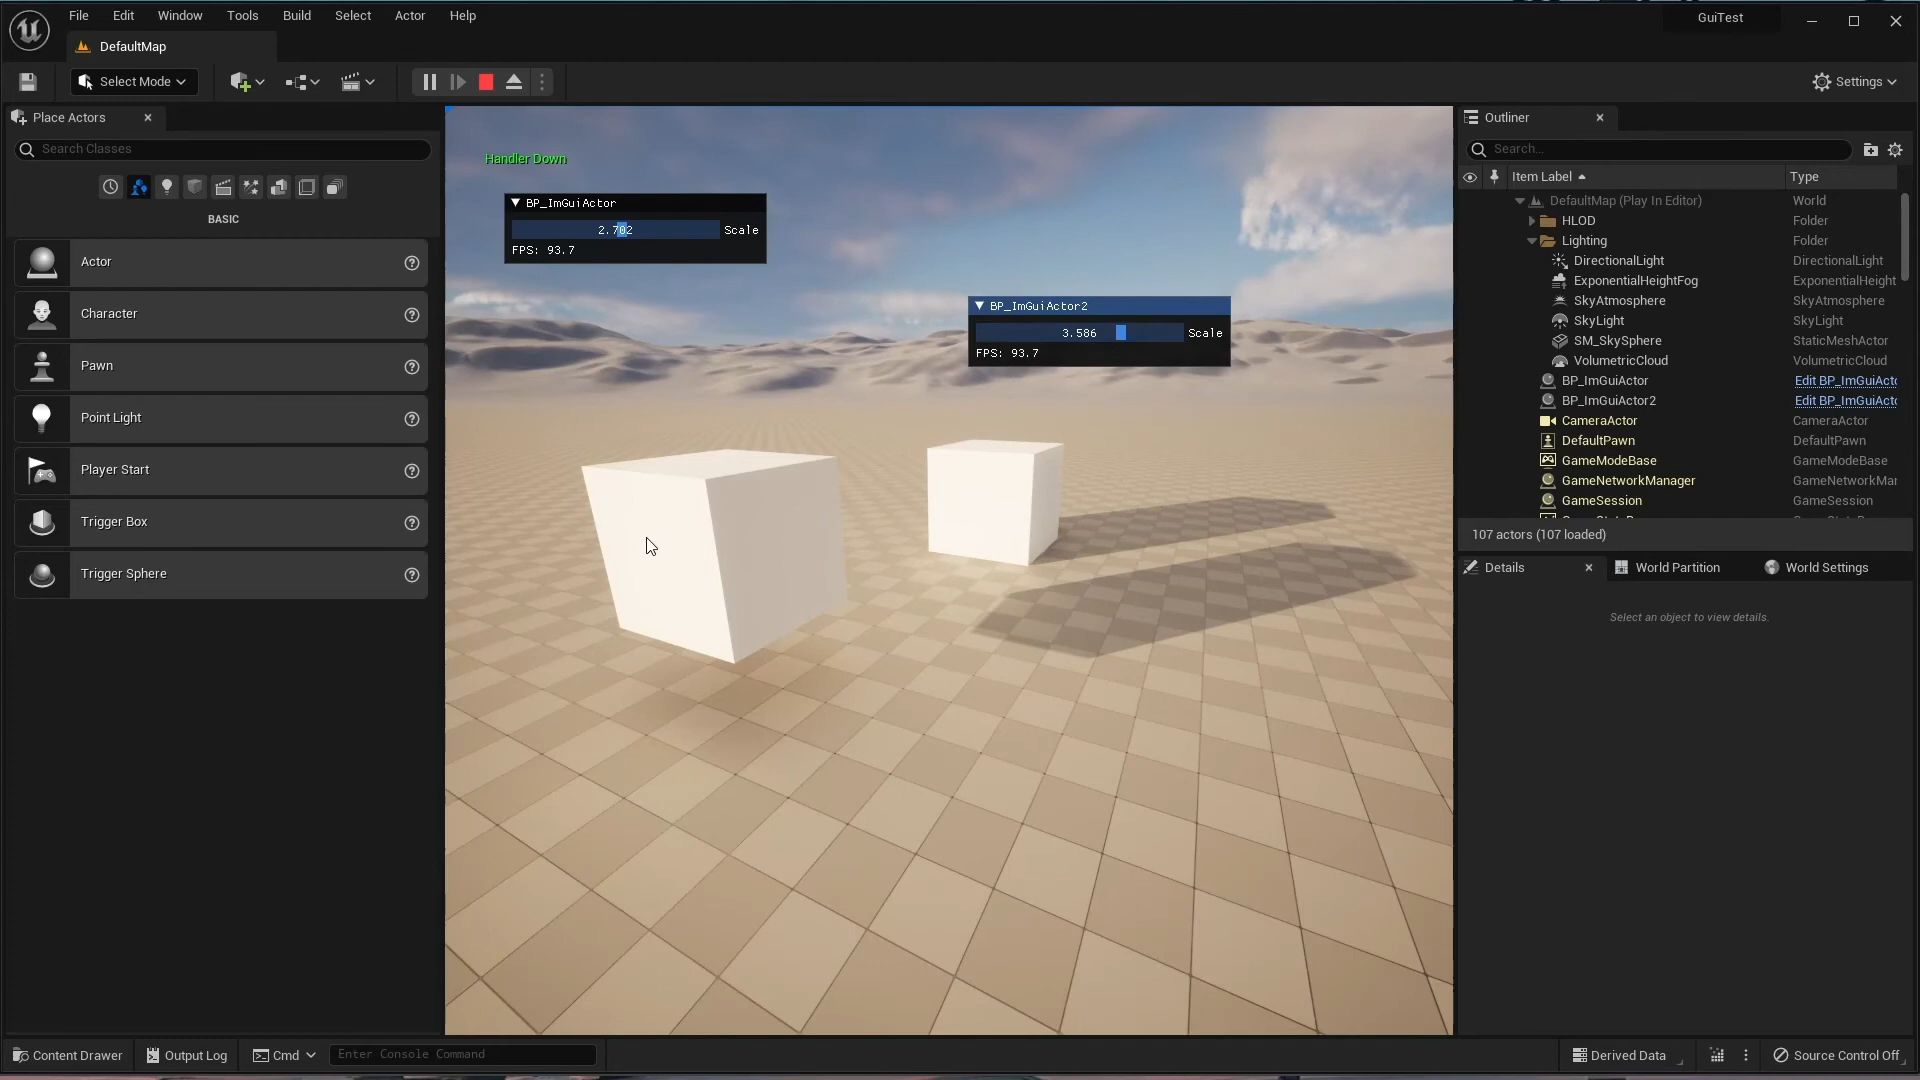 File Edit Window Tools Build Select Actor Help
GuiTest
DefaultMap
Select Mode
Settings
Place Actors
Search Classes
BASIC
Actor
Character
Pawn
Point Light
Player Start
Trigger Box
Trigger Sphere
Handler Down
BP_ImGuiActor
2.702 Scale
FPS: 93.7
BP_ImGuiActor2
3.586 Scale
FPS: 93.7
Outliner
Search...
Item Label Type
DefaultMap (Play In Editor) World
HLOD Folder
Lighting Folder
DirectionalLight DirectionalLight
ExponentialHeightFog ExponentialHeight
SkyAtmosphere SkyAtmosphere
SkyLight SkyLight
SM_SkySphere StaticMeshActor
VolumetricCloud VolumetricCloud
BP_ImGuiActor Edit BP_ImGuiActo
BP_ImGuiActor2 Edit BP_ImGuiActo
CameraActor CameraActor
DefaultPawn DefaultPawn
GameModeBase GameModeBase
GameNetworkManager GameNetworkMar
GameSession GameSession
107 actors (107 loaded)
Details World Partition World Settings
Select an object to view details.
Content Drawer Output Log Cmd Enter Console Command Derived Data Source Control Off